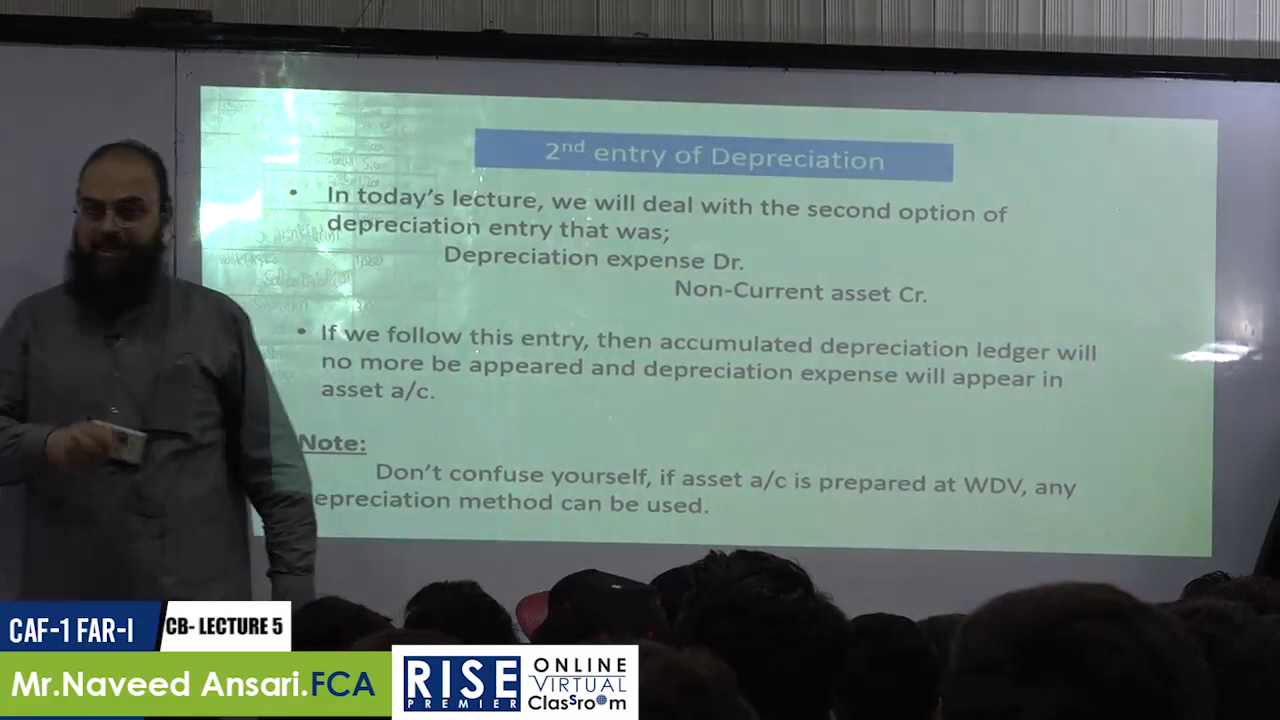 2nd entry of Depreciation
• In today's lecture, we will deal with the second option of
depreciation entry that was;
Depreciation expense Dr.
Non-Current asset Cr.
• If we follow this entry, then accumulated depreciation ledger will
no more be appeared and depreciation expense will appear in
asset a/c.
Note:
Don't confuse yourself, if asset a/c is prepared at WDV, any
depreciation method can be used.
CAF-1 FAR-I
CB- LECTURE 5
Mr.Naveed Ansari.FCA
RISE
PREMIER
ONLINE
VIRTUAL
ClassrOom